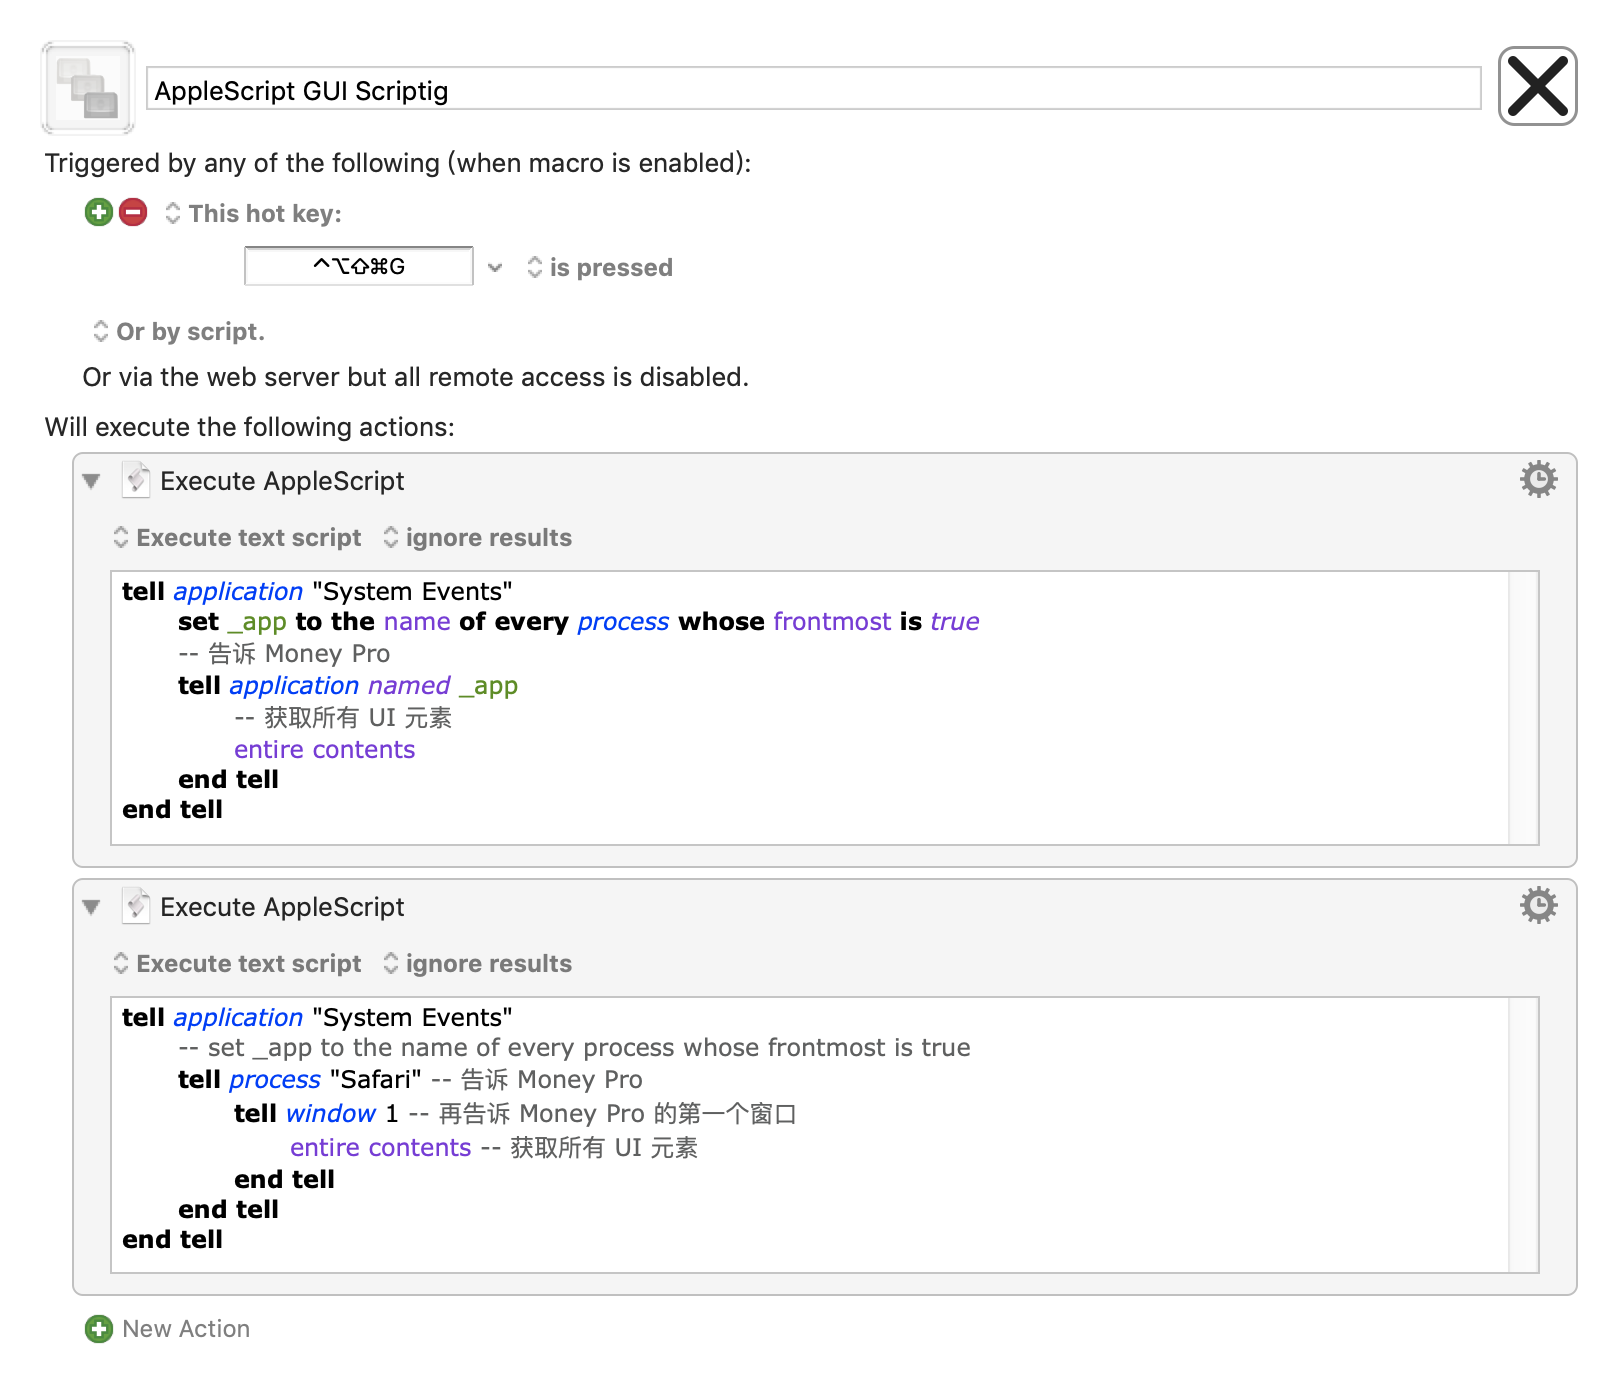 AppleScript GUI Scriptig
Triggered by any of the following (when macro is enabled):
This hot key:
^⌥⇧⌘G
is pressed
Or by script.
Or via the web server but all remote access is disabled.
Will execute the following actions:
Execute AppleScript
Execute text script ignore results
tell application "System Events"
set _app to the name of every process whose frontmost is true
-- 告诉 Money Pro
tell application named _app
-- 获取所有 UI 元素
entire contents
end tell
end tell
Execute AppleScript
Execute text script ignore results
tell application "System Events"
-- set _app to the name of every process whose frontmost is true
tell process "Safari" -- 告诉 Money Pro
tell window 1 -- 再告诉 Money Pro 的第一个窗口
entire contents -- 获取所有 UI 元素
end tell
end tell
end tell
New Action